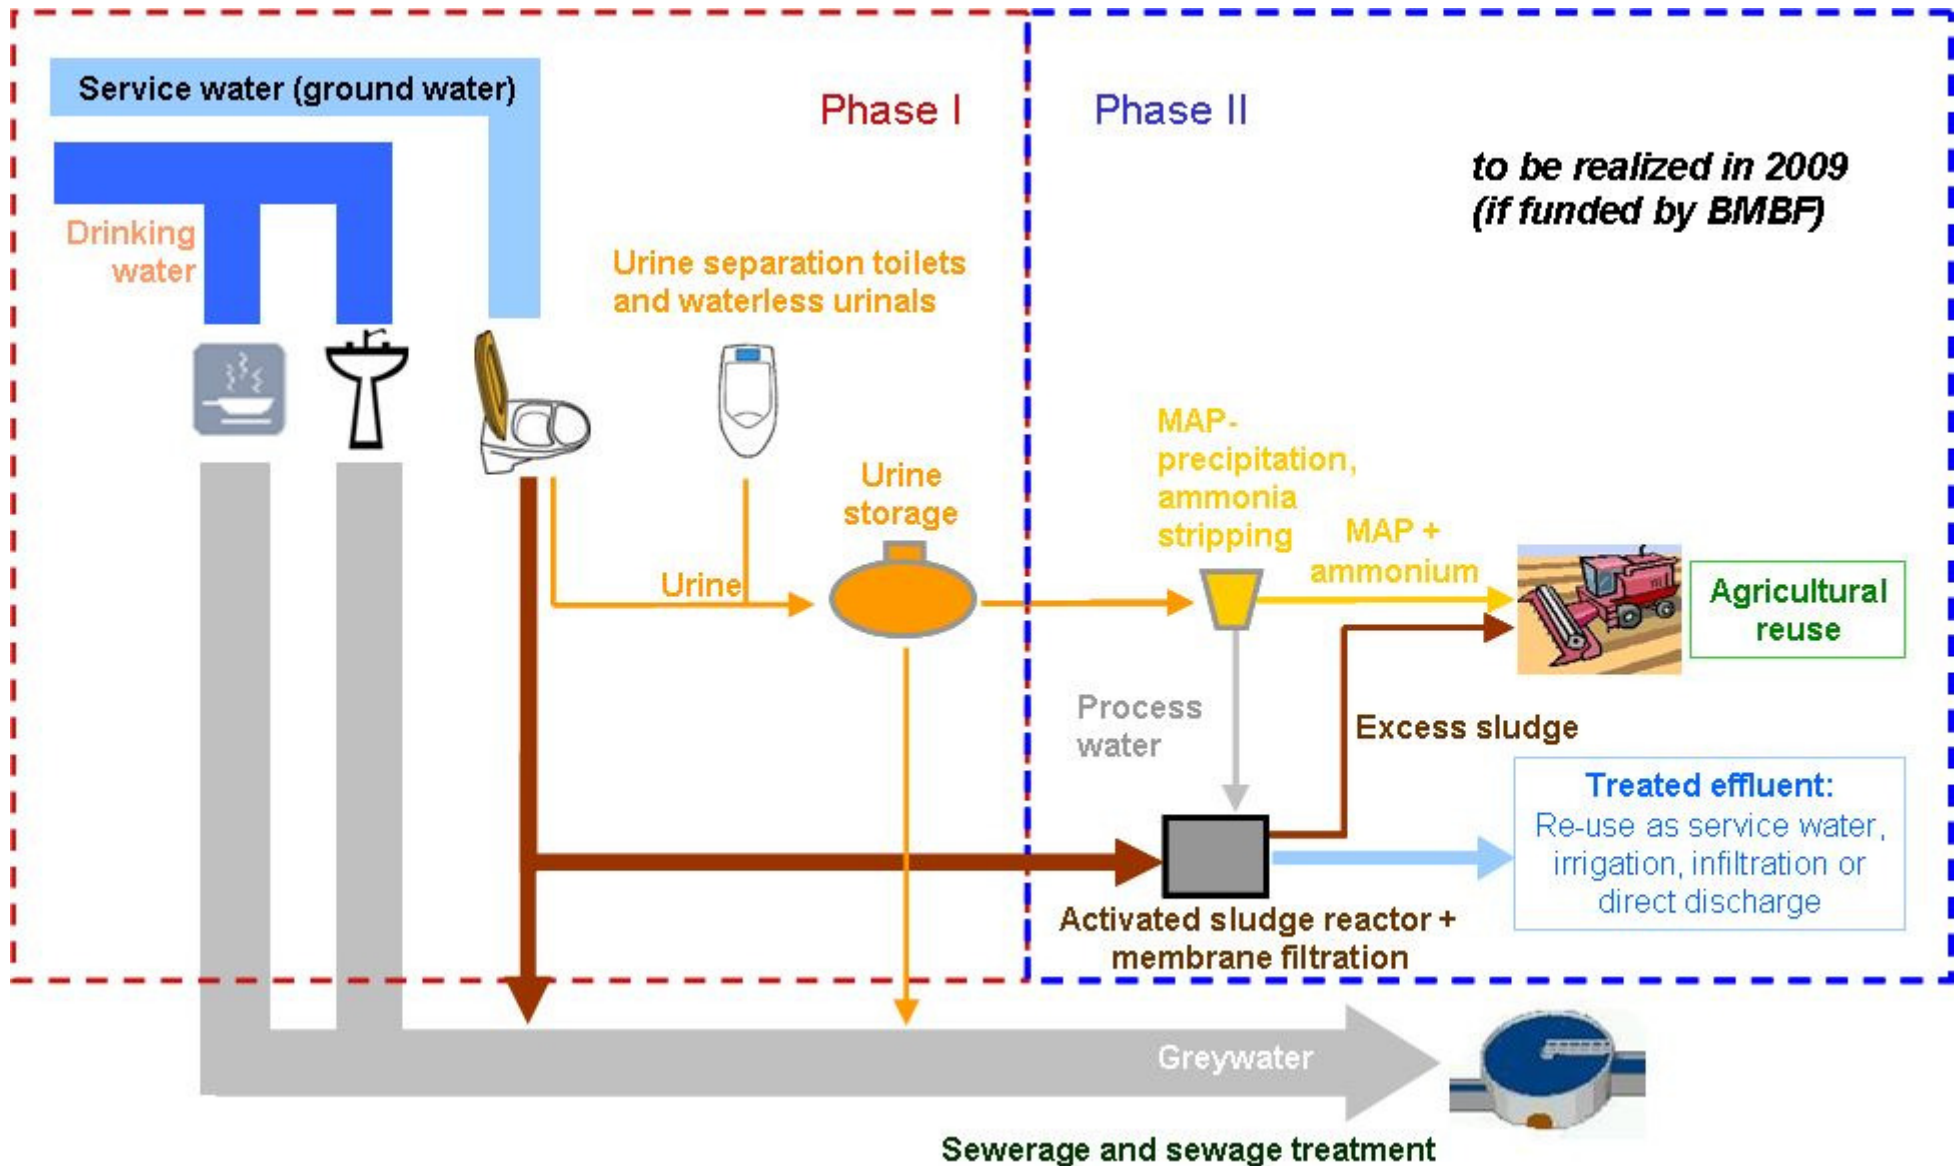 Service water (ground water)
Phase I
Phase II
to be realized in 2009
(if funded by BMBF)
Drinking
water
Urine separation toilets
and waterless urinals
Urine
storage
Urine
MAP-
precipitation,
ammonia
stripping
MAP +
ammonium
Agricultural
reuse
Process
water
Excess sludge
Treated effluent:
Re-use as service water,
irrigation, infiltration or
direct discharge
Activated sludge reactor +
membrane filtration
Greywater
Sewerage and sewage treatment